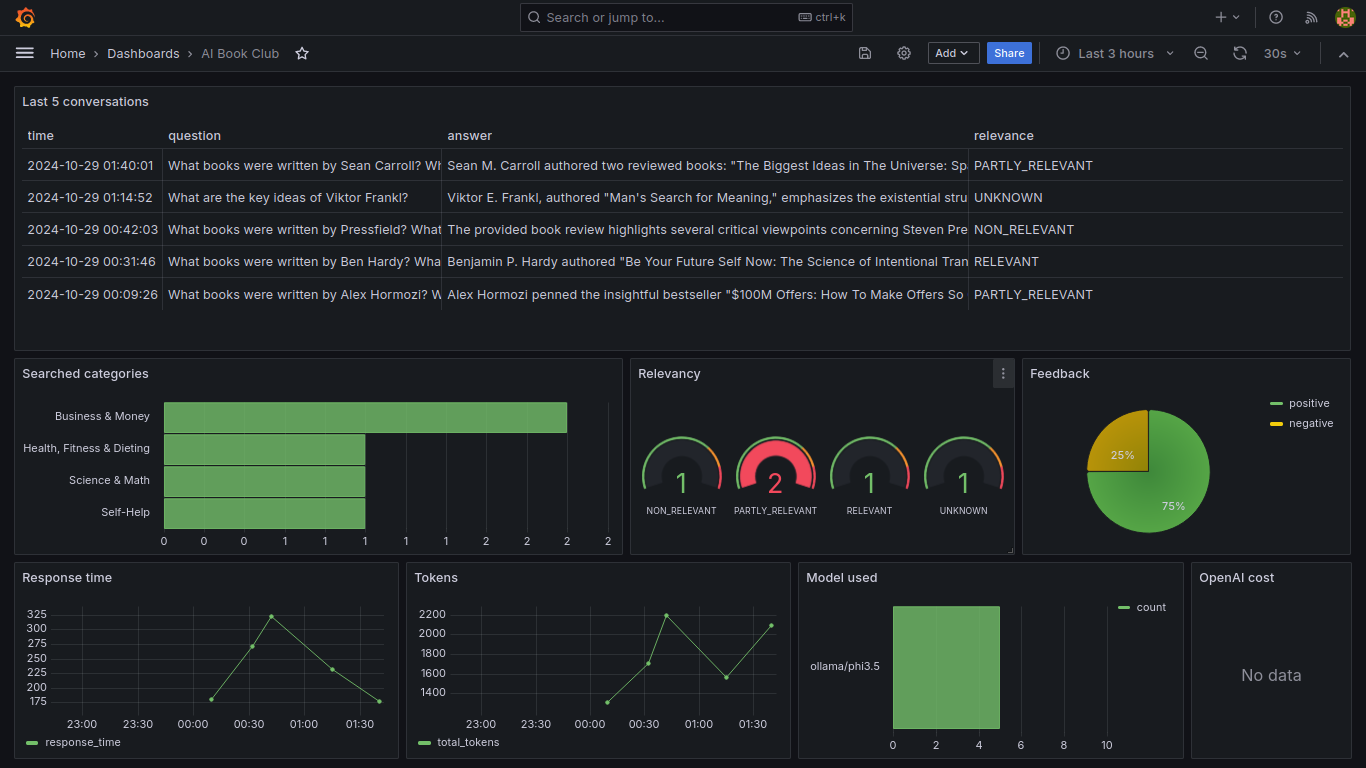 Search or jump to... ctrl+k
Home › Dashboards › AI Book Club Add Share Last 3 hours 30s
Last 5 conversations
time question answer relevance
2024-10-29 01:40:01 What books were written by Sean Carroll? Wh Sean M. Carroll authored two reviewed books: "The Biggest Ideas in The Universe: Spa PARTLY_RELEVANT
2024-10-29 01:14:52 What are the key ideas of Viktor Frankl? Viktor E. Frankl, authored "Man's Search for Meaning," emphasizes the existential stru UNKNOWN
2024-10-29 00:42:03 What books were written by Pressfield? What The provided book review highlights several critical viewpoints concerning Steven Pre NON_RELEVANT
2024-10-29 00:31:46 What books were written by Ben Hardy? Wha Benjamin P. Hardy authored "Be Your Future Self Now: The Science of Intentional Tran RELEVANT
2024-10-29 00:09:26 What books were written by Alex Hormozi? W Alex Hormozi penned the insightful bestseller "$100M Offers: How To Make Offers So PARTLY_RELEVANT
Searched categories
Business & Money
Health, Fitness & Dieting
Science & Math
Self-Help
0 0 0 1 1 1 1 1 2 2 2 2
Relevancy
1 2 1 1
NON_RELEVANT PARTLY_RELEVANT RELEVANT UNKNOWN
Feedback
positive
negative
25%
75%
Response time
325
300
275
250
225
200
175
23:00 23:30 00:00 00:30 01:00 01:30
response_time
Tokens
2200
2000
1800
1600
1400
23:00 23:30 00:00 00:30 01:00 01:30
total_tokens
Model used
count
ollama/phi3.5
0 2 4 6 8 10
OpenAI cost
No data